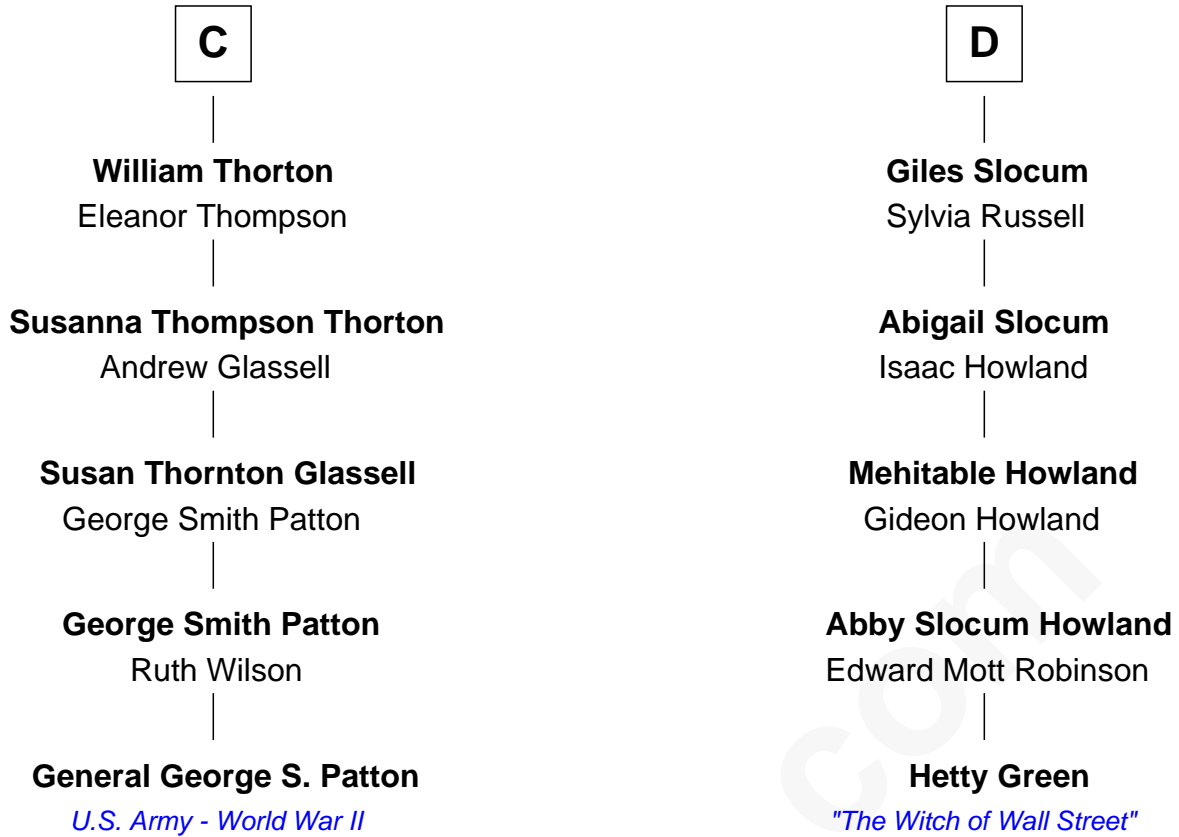 C
William Thorton
Eleanor Thompson
Susanna Thompson Thorton
Andrew Glassell
Susan Thornton Glassell
George Smith Patton
George Smith Patton
Ruth Wilson
General George S. Patton
U.S. Army - World War II
D
Giles Slocum
Sylvia Russell
Abigail Slocum
Isaac Howland
Mehitable Howland
Gideon Howland
Abby Slocum Howland
Edward Mott Robinson
Hetty Green
"The Witch of Wall Street"
com